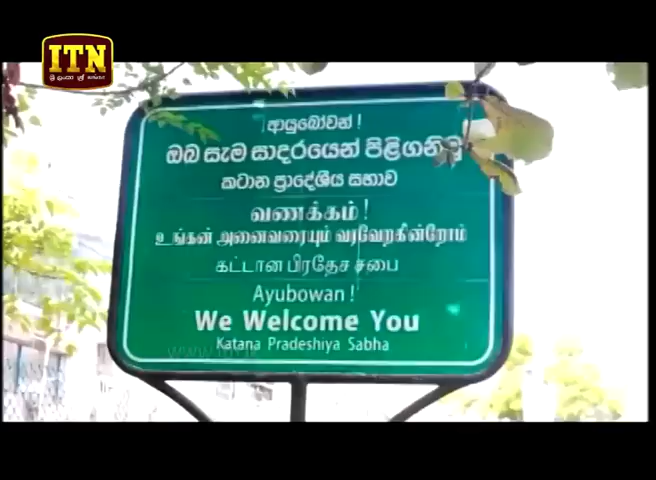 ITN
ආයුබෝවන් !
ඔබ සැම සාදරයෙන් පිළිගනිමු
කටාන ප්‍රාදේශීය සභාව
வணக்கம் !
உங்கள் அனைவரையும் வரவேற்கின்றோம்
கட்டான பிரதேச சபை
Ayubowan !
We Welcome You
Katana Pradeshiya Sabha